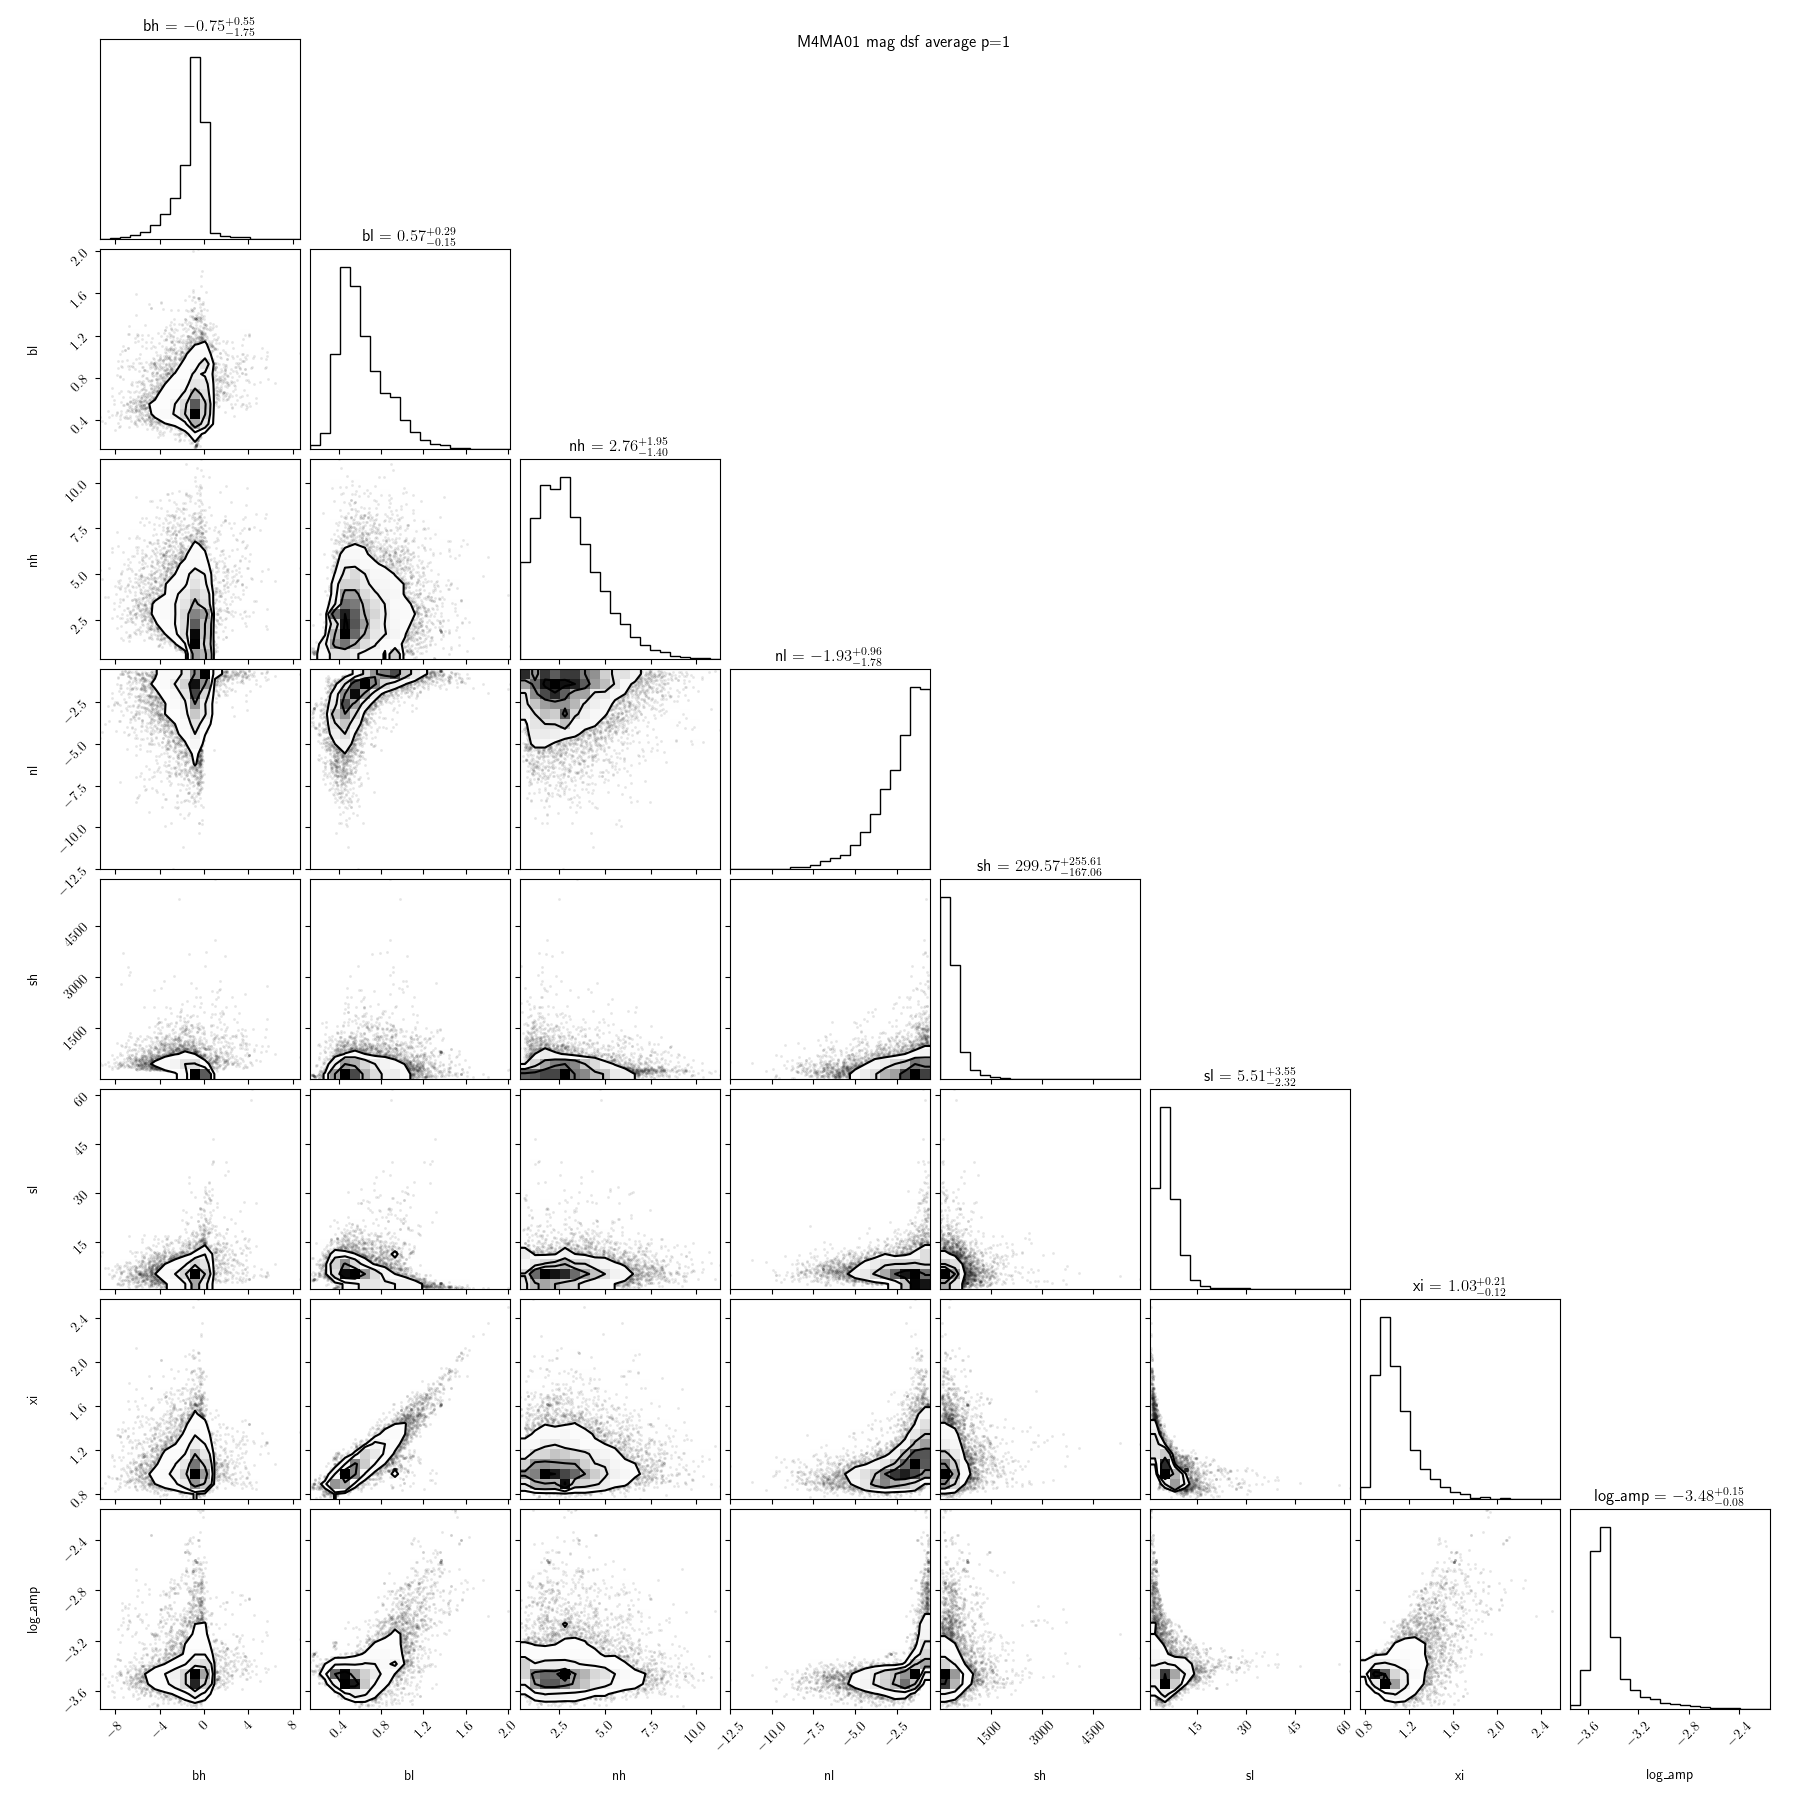 M4MA01 mag dsf average p=1
bh = −0.75+0.55−1.75
bl = 0.57+0.29−0.15
2.0
1.6
1.2
0.8
0.4
bl
nh = 2.76+1.95−1.40
10.0
7.5
5.0
2.5
nh
nl = −1.93+0.96−1.78
−2.5
−5.0
−7.5
−10.0
−12.5
nl
sh = 299.57+255.61−167.06
4500
3000
1500
sh
sl = 5.51+3.55−2.32
60
45
30
15
sl
xi = 1.03+0.21−0.12
2.4
2.0
1.6
1.2
0.8
xi
log_amp = −3.48+0.15−0.08
−2.4
−2.8
−3.2
−3.6
log_amp
−8 −4 0 4 8 0.4 0.8 1.2 1.6 2.0 2.5 5.0 7.5 10.0 −12.5 −10.0 −7.5 −5.0 −2.5 1500 3000 4500 15 30 45 60 0.8 1.2 1.6 2.0 2.4 −3.6 −3.2 −2.8 −2.4
bh bl nh nl sh sl xi log_amp